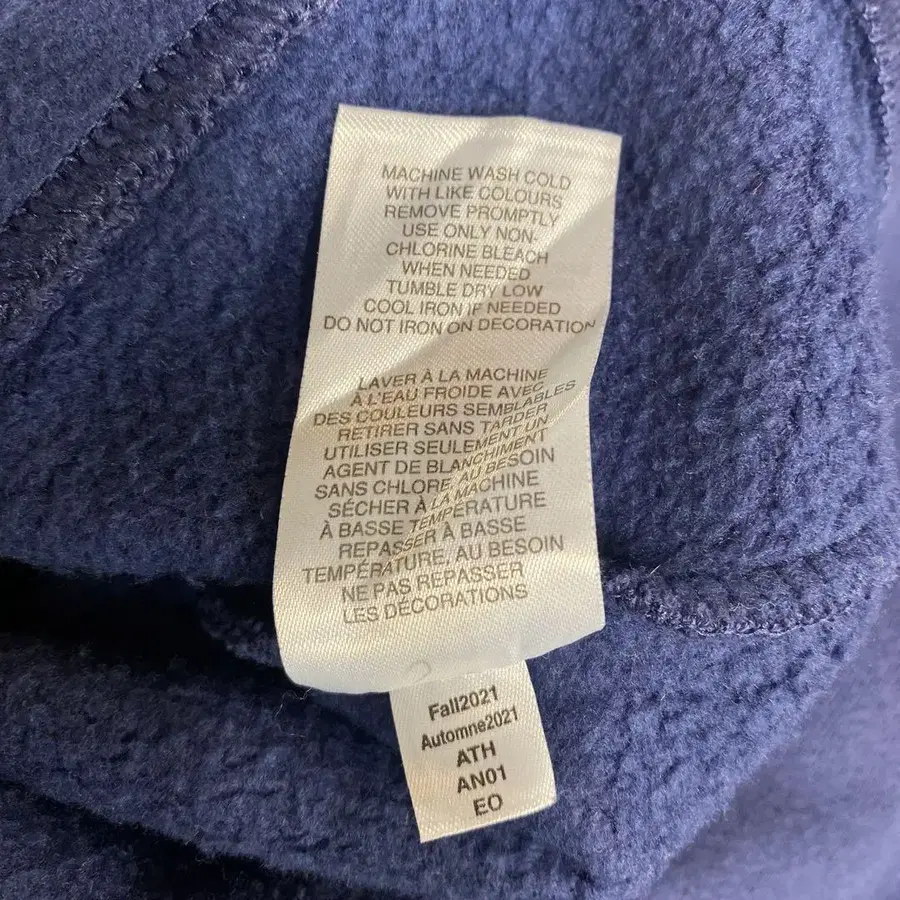 MACHINE WASH COLD
WITH LIKE COLOURS
REMOVE PROMPTLY
USE ONLY NON-
CHLORINE BLEACH
WHEN NEEDED
TUMBLE DRY LOW
COOL IRON IF NEEDED
DO NOT IRON ON DECORATION
LAVER À LA MACHINE
À L'EAU FROIDE AVEC
DES COULEURS SEMBLABLES
RETIRER SANS TARDER
UTILISER SEULEMENT UN
AGENT DE BLANCHIMENT
SANS CHLORE, AU BESOIN
SÉCHER À LA MACHINE
À BASSE TEMPÉRATURE
REPASSER À BASSE
TEMPÉRATURE, AU BESOIN
NE PAS REPASSER
LES DÉCORATIONS
Fall2021
Automne2021
ATH
AN01
EO